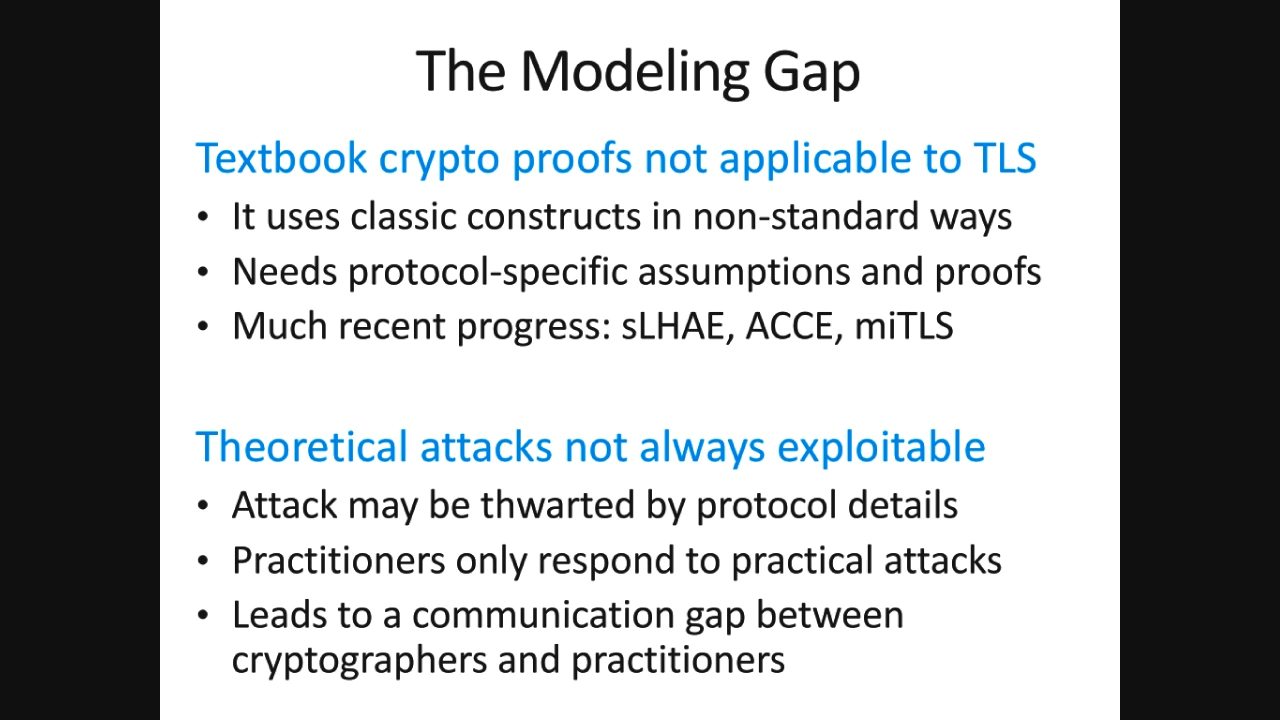 The Modeling Gap
Textbook crypto proofs not applicable to TLS
• It uses classic constructs in non-standard ways
• Needs protocol-specific assumptions and proofs
• Much recent progress: sLHAE, ACCE, miTLS
Theoretical attacks not always exploitable
• Attack may be thwarted by protocol details
• Practitioners only respond to practical attacks
• Leads to a communication gap between
cryptographers and practitioners